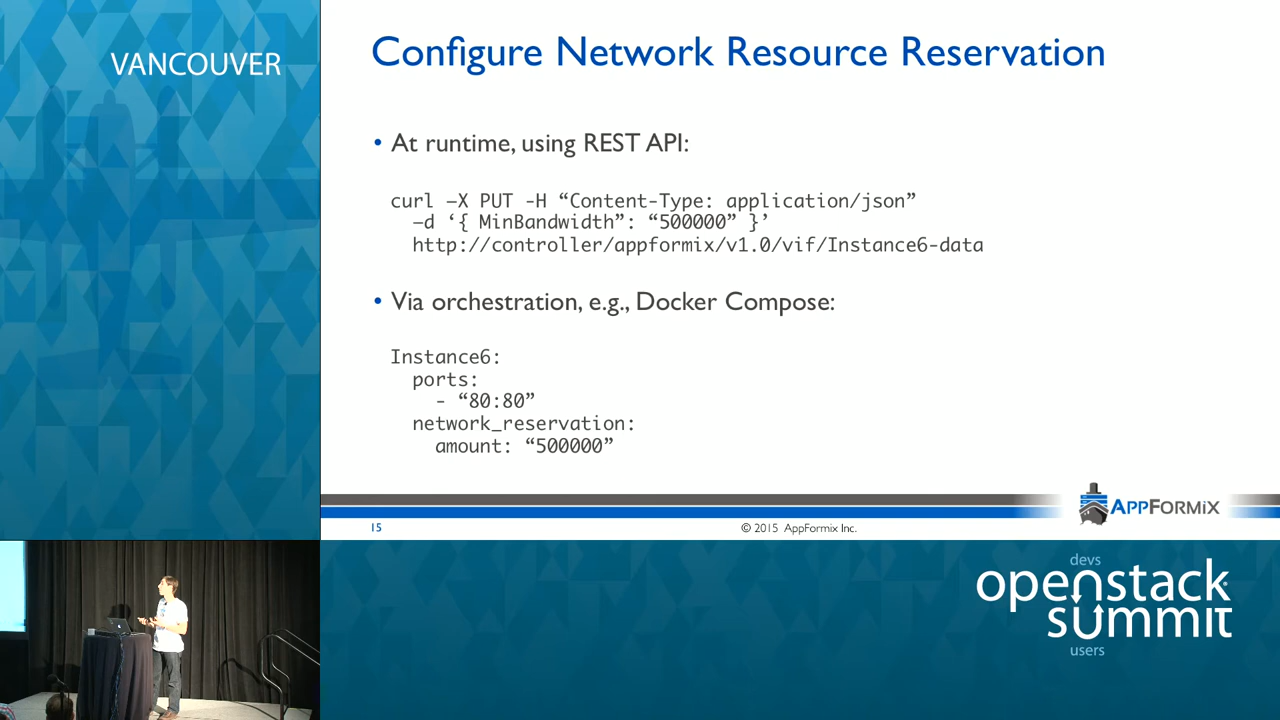 VANCOUVER
Configure Network Resource Reservation
• At runtime, using REST API:
curl –X PUT -H “Content-Type: application/json”
–d ‘{ MinBandwidth”: “500000” }’
http://controller/appformix/v1.0/vif/Instance6-data
• Via orchestration, e.g., Docker Compose:
Instance6:
ports:
- “80:80”
network_reservation:
amount: “500000”
APPFORMIX
15
© 2015 AppFormix Inc.
devs
openstack
summit
users